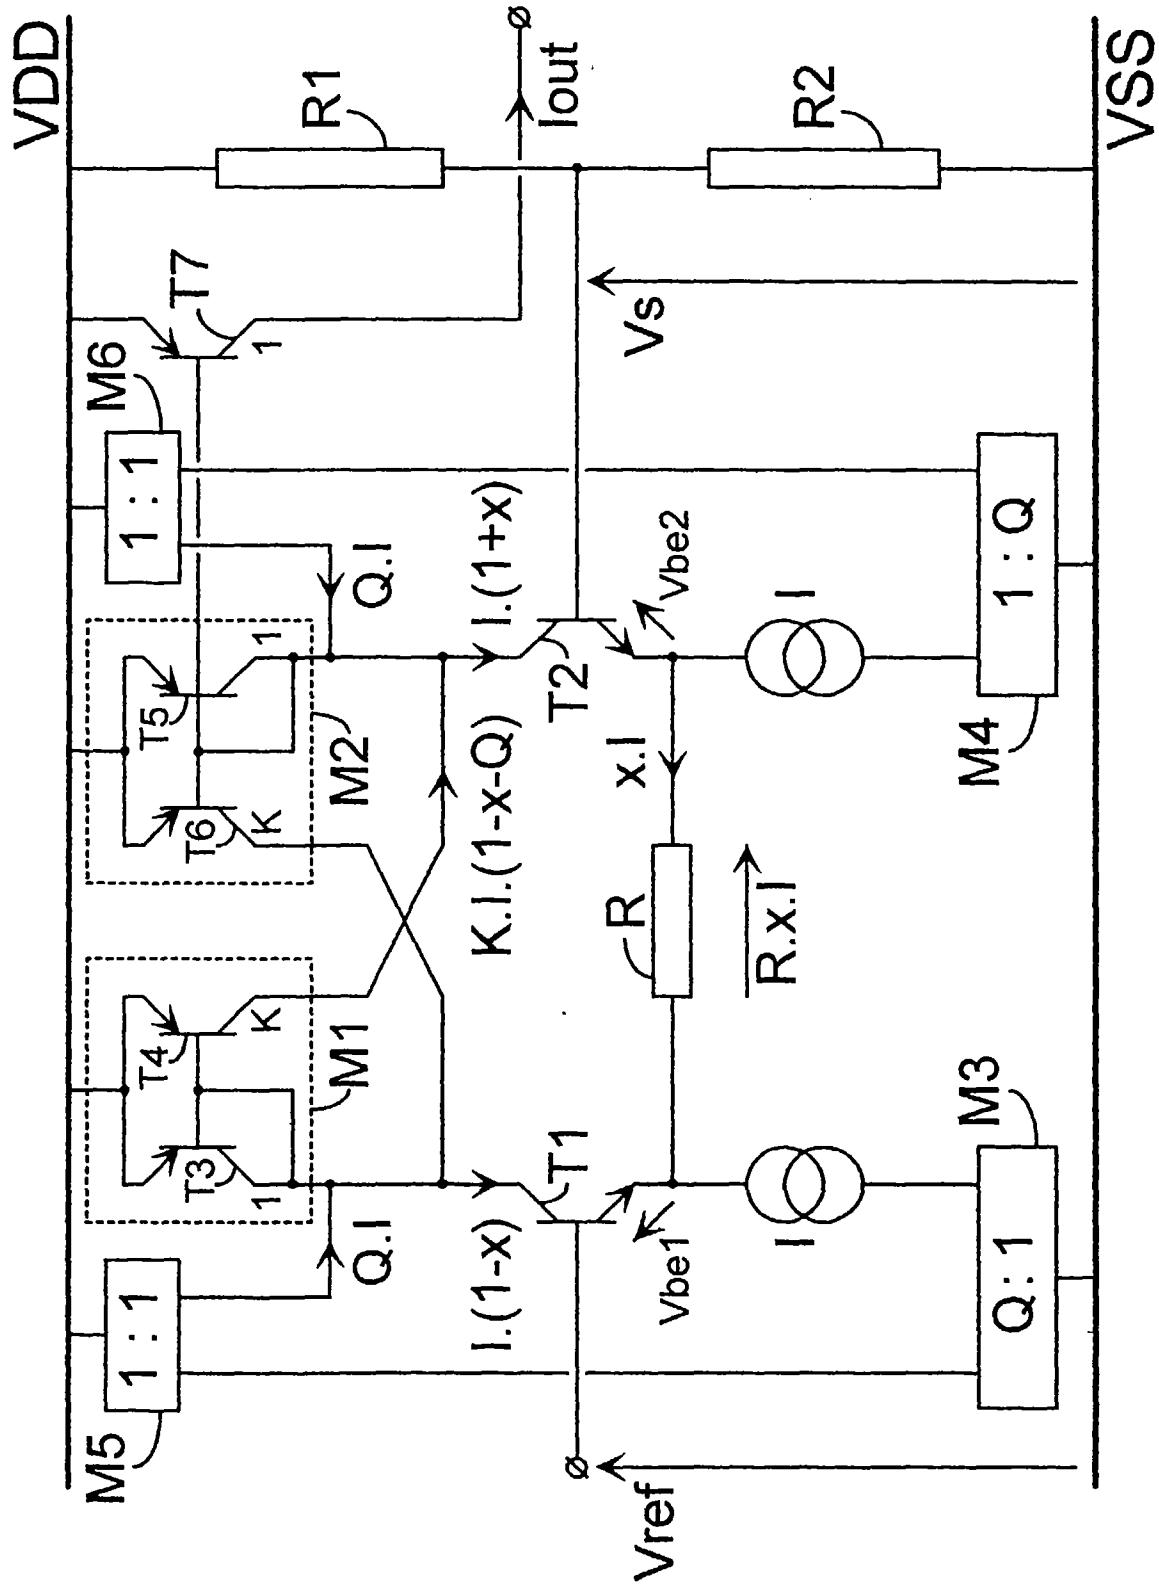 VDD
M5
1 : 1
T3
T4
1
K
M1
T6
T5
K
1
M2
M6
1 : 1
T7
1
R1
Iout
Q.I
Q.I
I.(1-x)
K.I.(1-x-Q)
I.(1+x)
T1
T2
Vref
Vbe1
Vbe2
R
x.I
R.x.I
Vs
I
I
R2
M3
Q : 1
M4
1 : Q
VSS